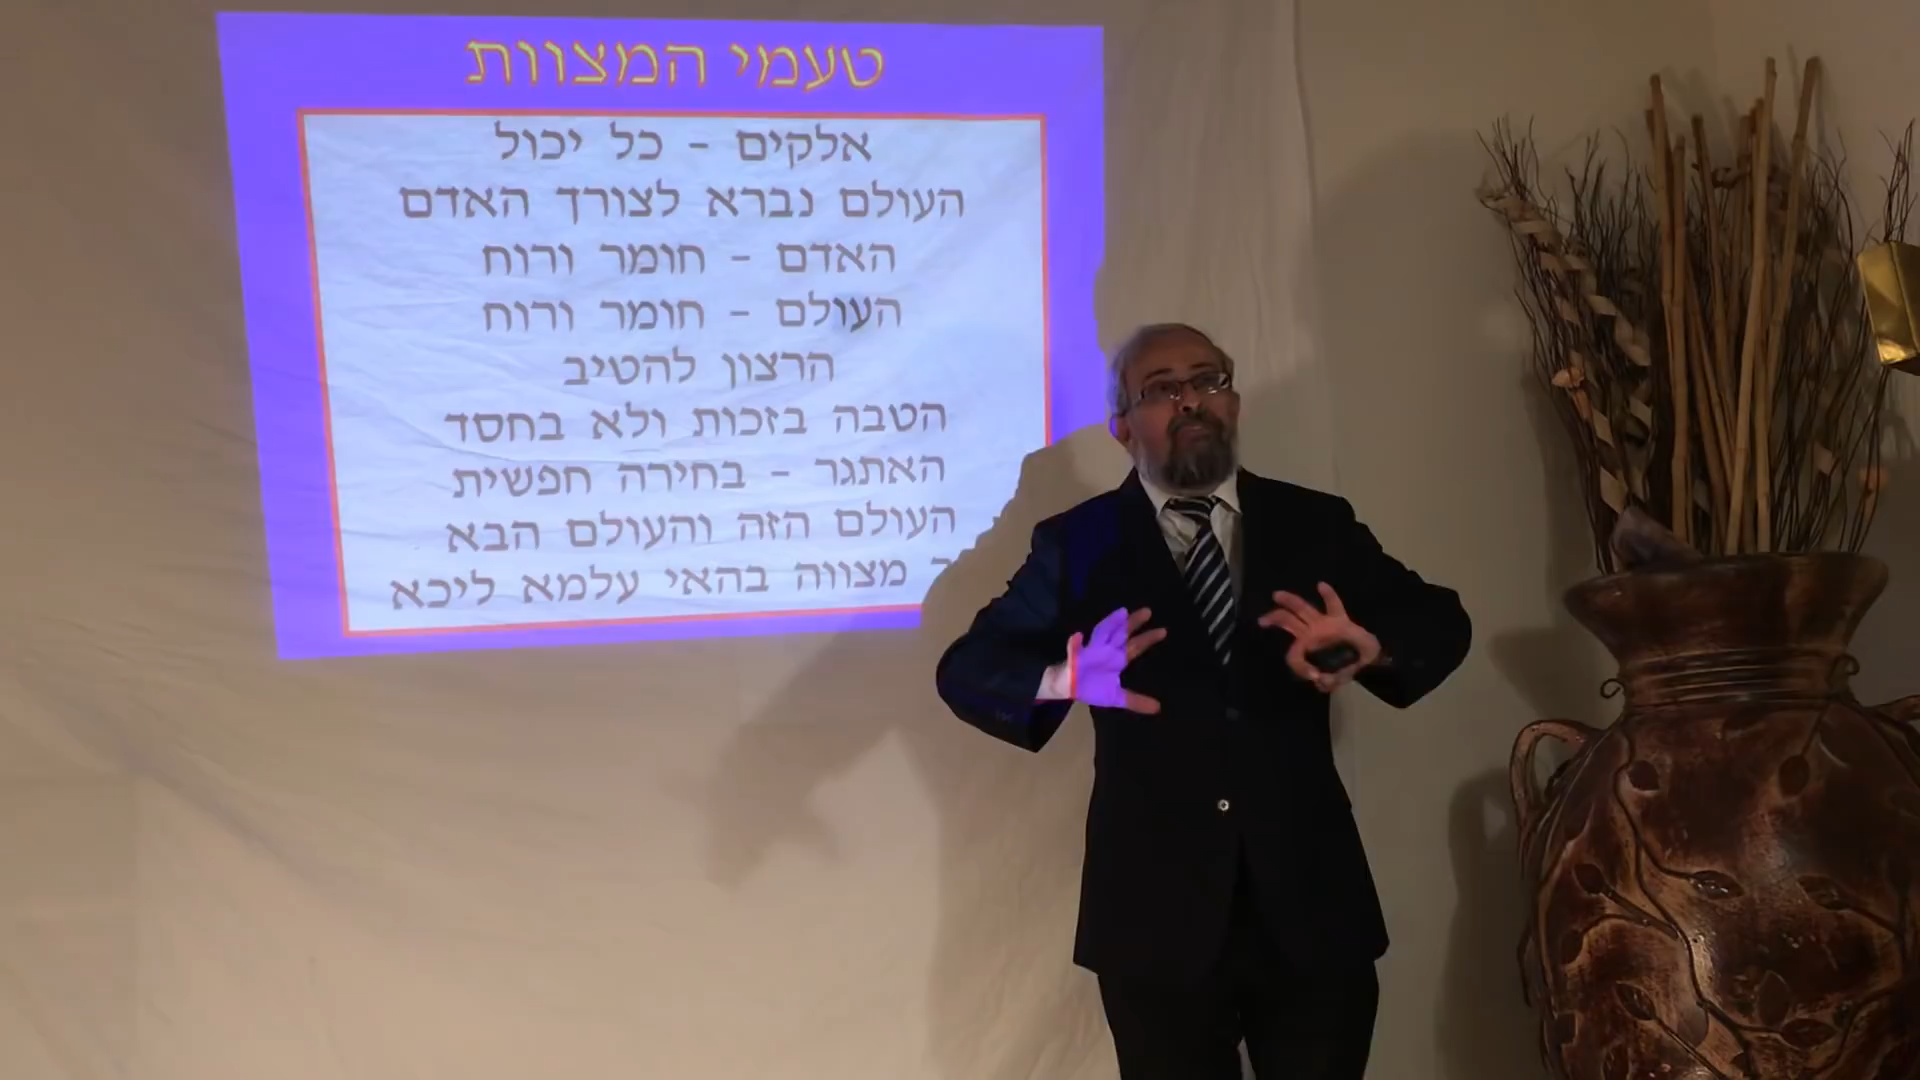 טעמי המצוות
אלקים - כל יכול
העולם נברא לצורך האדם
האדם - חומר ורוח
העולם - חומר ורוח
הרצון להטיב
הטבה בזכות ולא בחסד
האתגר - בחירה חפשית
העולם הזה והעולם הבא
מצווה בהאי עלמא ליכא